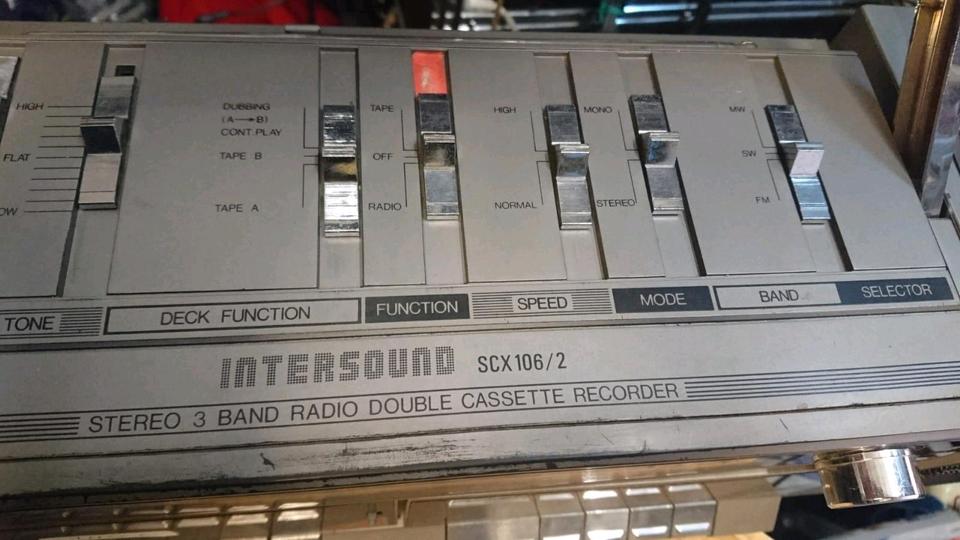 HIGH
FLAT
DUBBING
(A→B)
CONT.PLAY
TAPE B
TAPE A
TAPE
OFF
RADIO
HIGH
NORMAL
MONO
STEREO
MW
SW
FM
TONE
DECK FUNCTION
FUNCTION
SPEED
MODE
BAND SELECTOR
INTERSOUND SCX106/2
STEREO 3 BAND RADIO DOUBLE CASSETTE RECORDER